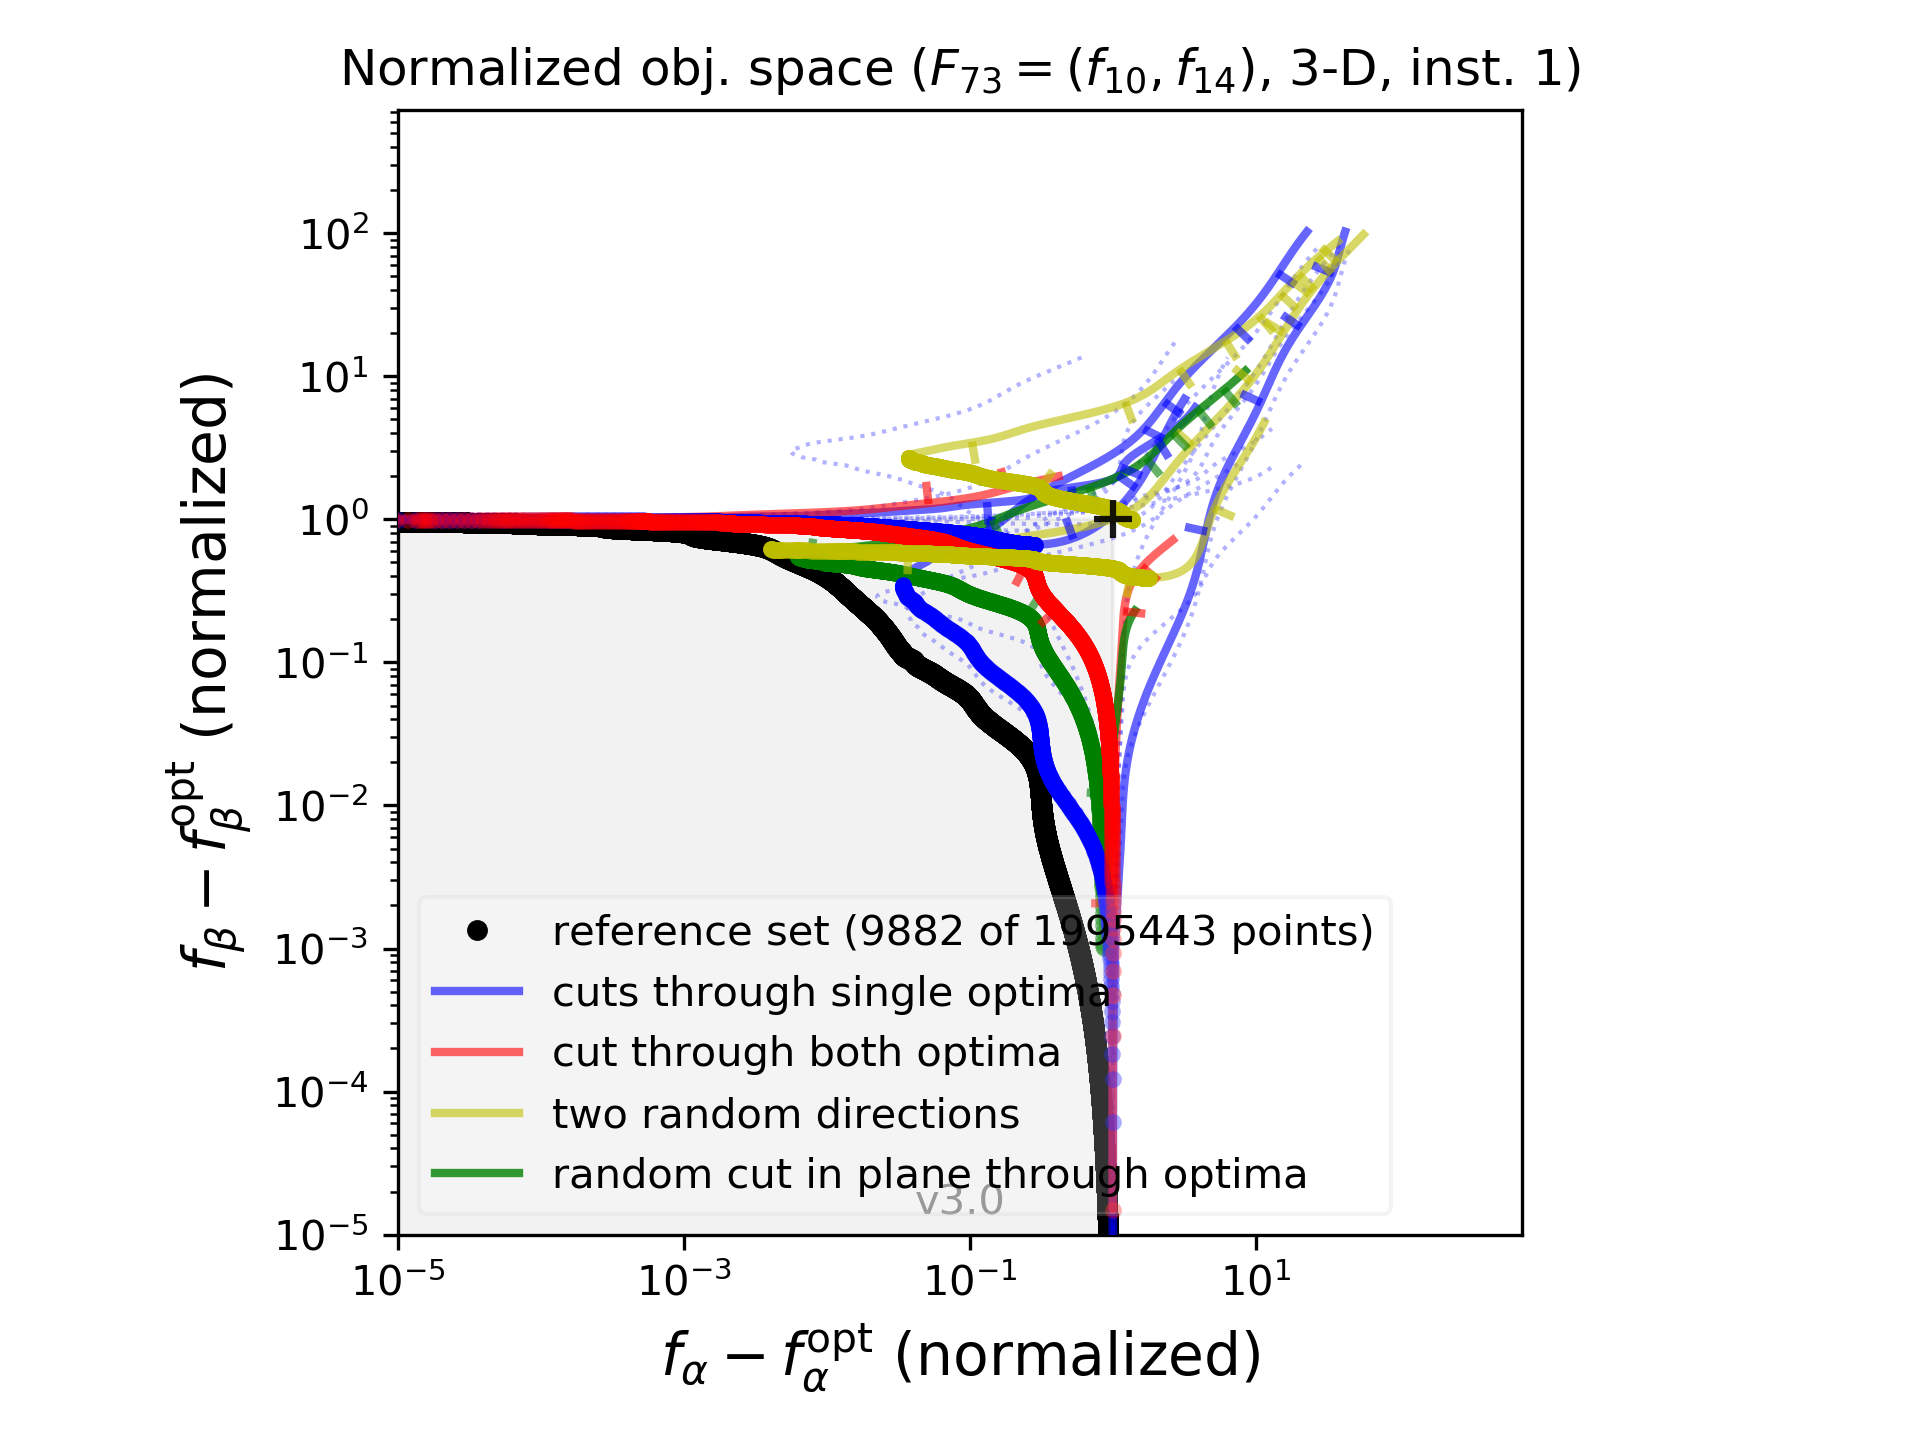 Normalized obj. space (F₇₃ = (f₁₀, f₁₄), 3-D, inst. 1)
10²
10¹
10⁰
10⁻¹
10⁻²
10⁻³
10⁻⁴
10⁻⁵
f_β − f_β^opt (normalized)
reference set (9882 of 1995443 points)
cuts through single optima
cut through both optima
two random directions
random cut in plane through optima
v3.0
10⁻⁵ 10⁻³ 10⁻¹ 10¹
f_α − f_α^opt (normalized)